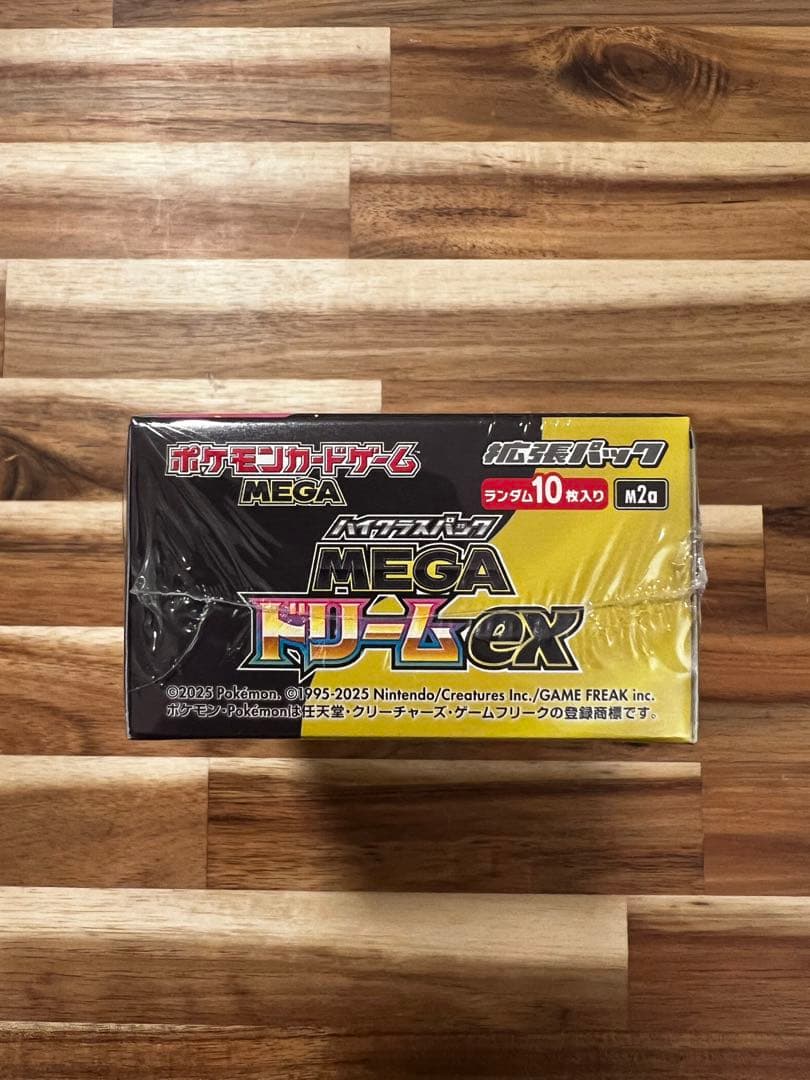 ポケモンカードゲーム
MEGA
拡張パック
ランダム10枚入り
M2a
ハイクラスパック
MEGA
ドリームex
©2025 Pokémon. ©1995-2025 Nintendo/Creatures Inc./GAME FREAK inc.
ポケモン・Pokémonは任天堂・クリーチャーズ・ゲームフリークの登録商標です。